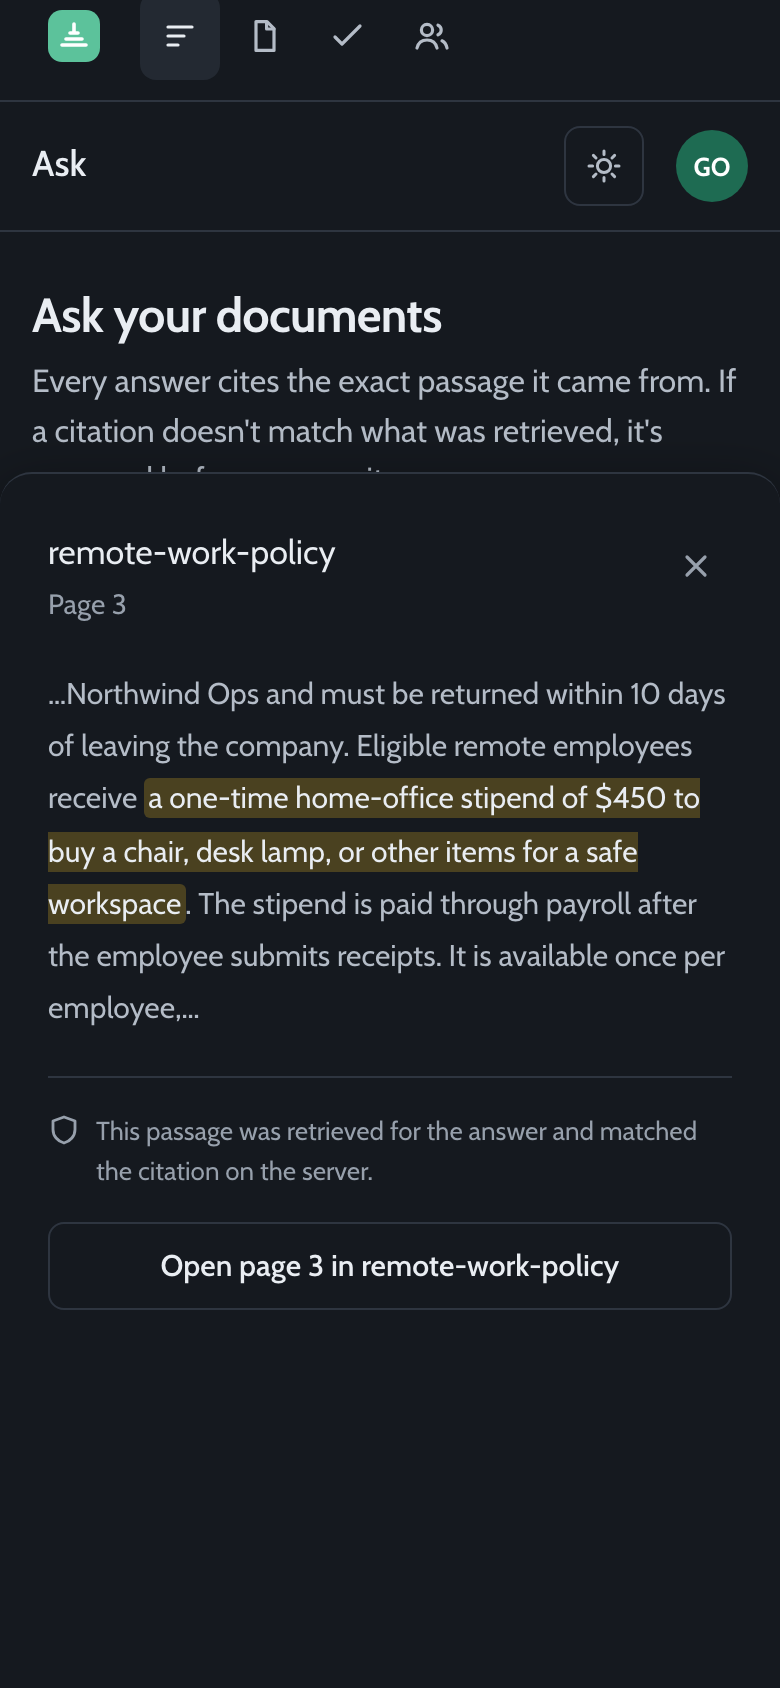 Ask
GO
Ask your documents
Every answer cites the exact passage it came from. If
a citation doesn't match what was retrieved, it's
remote-work-policy
Page 3
...Northwind Ops and must be returned within 10 days
of leaving the company. Eligible remote employees
receive a one-time home-office stipend of $450 to
buy a chair, desk lamp, or other items for a safe
workspace. The stipend is paid through payroll after
the employee submits receipts. It is available once per
employee,...
This passage was retrieved for the answer and matched
the citation on the server.
Open page 3 in remote-work-policy